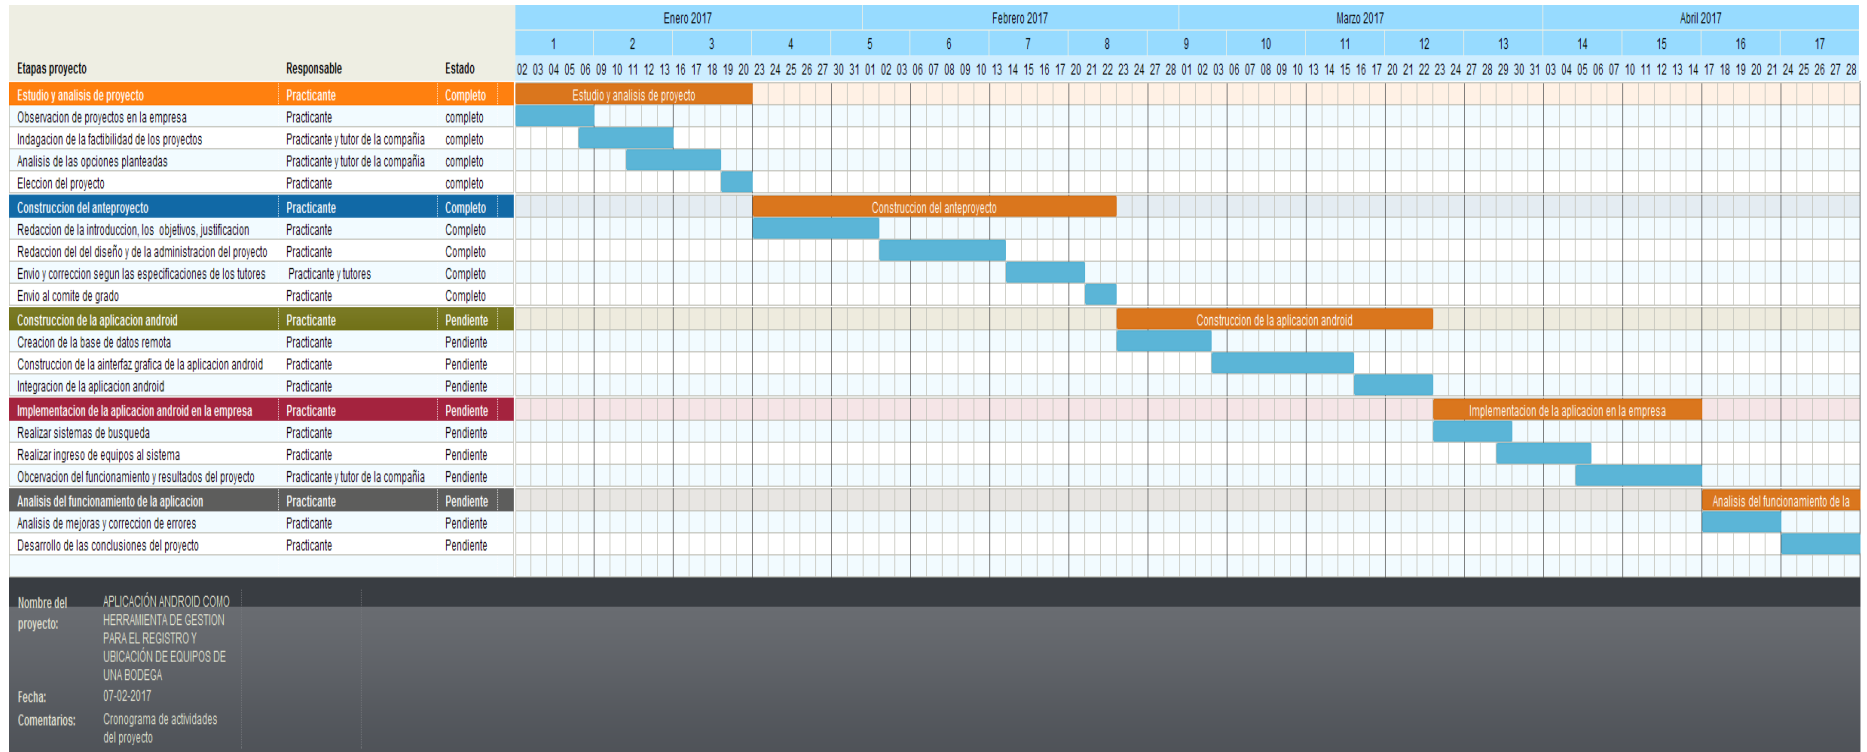 Enero 2017 Febrero 2017 Marzo 2017 Abril 2017
1 2 3 4 5 6 7 8 9 10 11 12 13 14 15 16 17
Etapas proyecto Responsable Estado 02 03 04 05 06 09 10 11 12 13 16 17 18 19 20 23 24 25 26 27 30 31 01 02 03 06 07 08 09 10 13 14 15 16 17 20 21 22 23 24 27 28 01 02 03 06 07 08 09 10 13 14 15 16 17 20 21 22 23 24 27 28 29 30 31 03 04 05 06 07 10 11 12 13 14 17 18 19 20 21 24 25 26 27 28
Estudio y analisis de proyecto Practicante Completo Estudio y analisis de proyecto
Observacion de proyectos en la empresa Practicante completo
Indagacion de la factibilidad de los proyectos Practicante y tutor de la compañia completo
Analisis de las opciones planteadas Practicante y tutor de la compañia completo
Eleccion del proyecto Practicante completo
Construccion del anteproyecto Practicante Completo Construccion del anteproyecto
Redaccion de la introduccion, los objetivos, justificacion Practicante Completo
Redaccion del del diseño y de la administracion del proyecto Practicante Completo
Envio y correccion segun las especificaciones de los tutores Practicante y tutores Completo
Envio al comite de grado Practicante Completo
Construccion de la aplicacion android Practicante Pendiente Construccion de la aplicacion android
Creacion de la base de datos remota Practicante Pendiente
Construccion de la ainterfaz grafica de la aplicacion android Practicante Pendiente
Integracion de la aplicacion android Practicante Pendiente
Implementacion de la aplicacion android en la empresa Practicante Pendiente Implementacion de la aplicacion en la empresa
Realizar sistemas de busqueda Practicante Pendiente
Realizar ingreso de equipos al sistema Practicante Pendiente
Obcervacion del funcionamiento y resultados del proyecto Practicante y tutor de la compañia Pendiente
Analisis del funcionamiento de la aplicacion Practicante Pendiente Analisis del funcionamiento de la
Analisis de mejoras y correccion de errores Practicante Pendiente
Desarrollo de las conclusiones del proyecto Practicante Pendiente
Nombre del proyecto: APLICACIÓN ANDROID COMO
HERRAMIENTA DE GESTIÓN
PARA EL REGISTRO Y
UBICACIÓN DE EQUIPOS DE
UNA BODEGA
Fecha: 07-02-2017
Comentarios: Cronograma de actividades
del proyecto